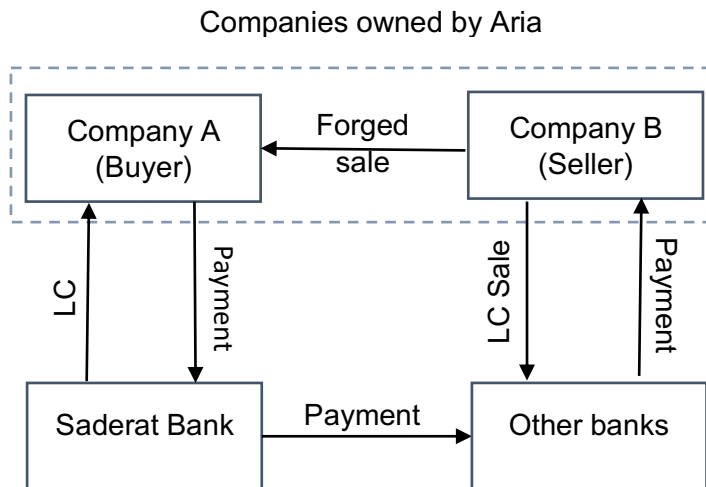 Companies owned by Aria
Company A
(Buyer)
Forged
sale
Company B
(Seller)
LC
Payment
LC Sale
Payment
Saderat Bank
Payment
Other banks